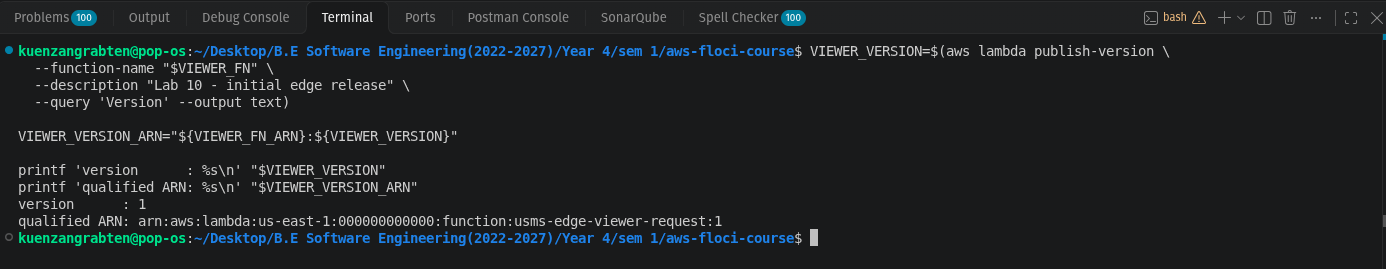 Problems 100 Output Debug Console Terminal Ports Postman Console SonarQube Spell Checker 100 bash
kuenzangrabten@pop-os:~/Desktop/B.E Software Engineering(2022-2027)/Year 4/sem 1/aws-floci-course$ VIEWER_VERSION=$(aws lambda publish-version \
  --function-name "$VIEWER_FN" \
  --description "Lab 10 - initial edge release" \
  --query 'Version' --output text)

VIEWER_VERSION_ARN="${VIEWER_FN_ARN}:${VIEWER_VERSION}"

printf 'version      : %s\n' "$VIEWER_VERSION"
printf 'qualified ARN: %s\n' "$VIEWER_VERSION_ARN"
version      : 1
qualified ARN: arn:aws:lambda:us-east-1:000000000000:function:usms-edge-viewer-request:1
kuenzangrabten@pop-os:~/Desktop/B.E Software Engineering(2022-2027)/Year 4/sem 1/aws-floci-course$